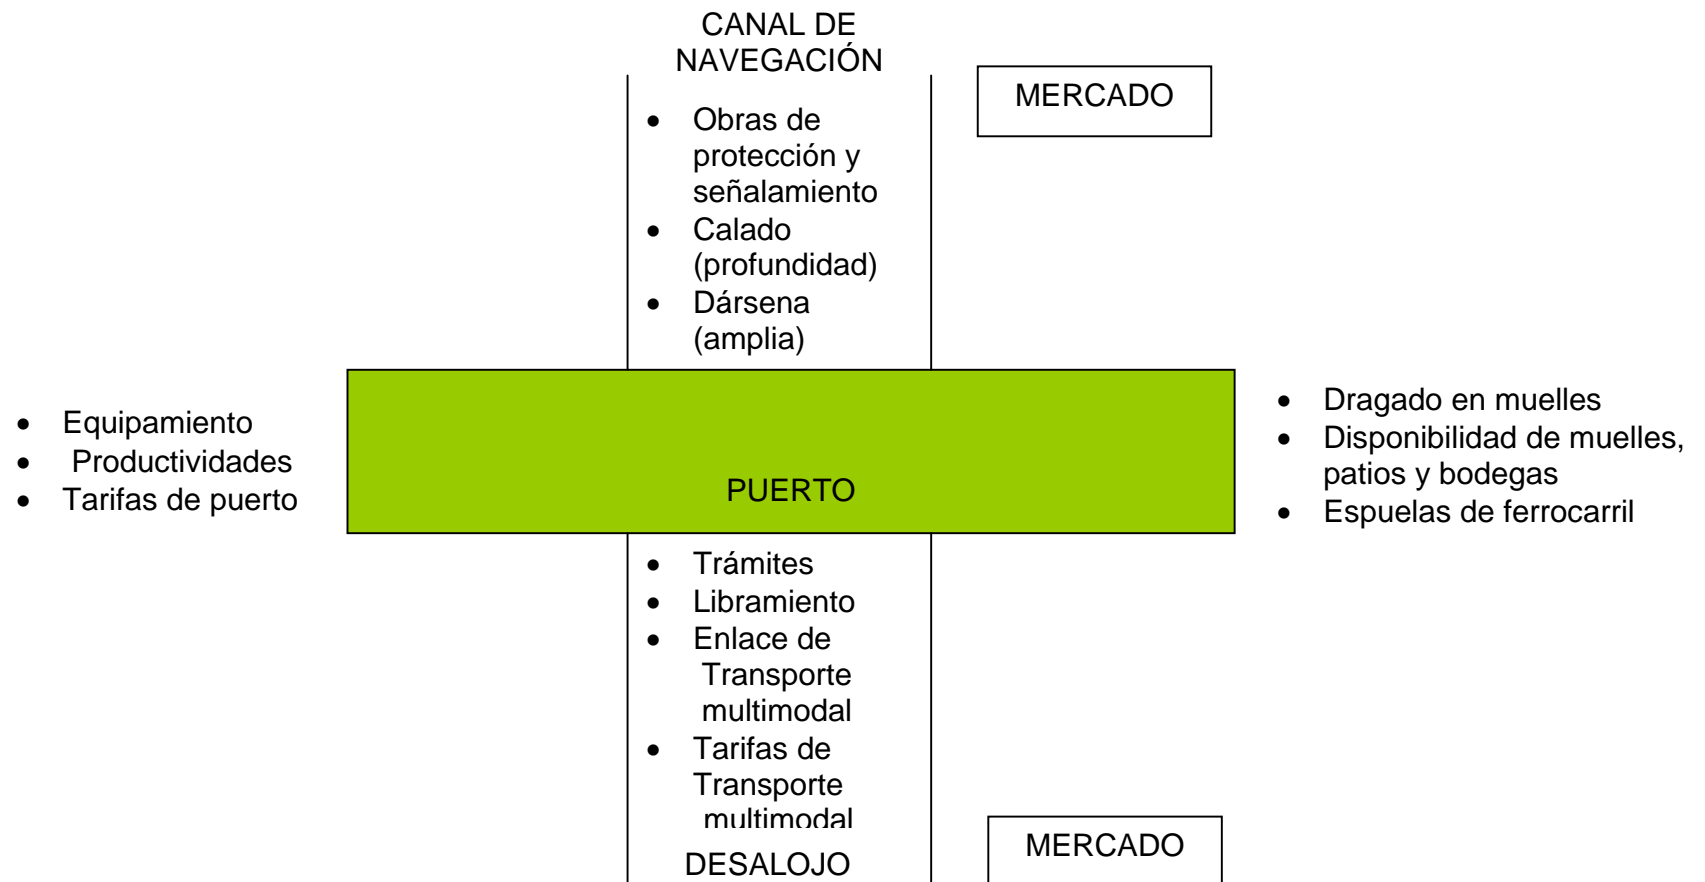 CANAL DE
NAVEGACIÓN
MERCADO
• Obras de
protección y
señalamiento
• Calado
(profundidad)
• Dársena
(amplia)
• Equipamiento
• Productividades
• Tarifas de puerto
PUERTO
• Dragado en muelles
• Disponibilidad de muelles,
patios y bodegas
• Espuelas de ferrocarril
• Trámites
• Libramiento
• Enlace de
Transporte
multimodal
• Tarifas de
Transporte
multimodal
DESALOJO
MERCADO